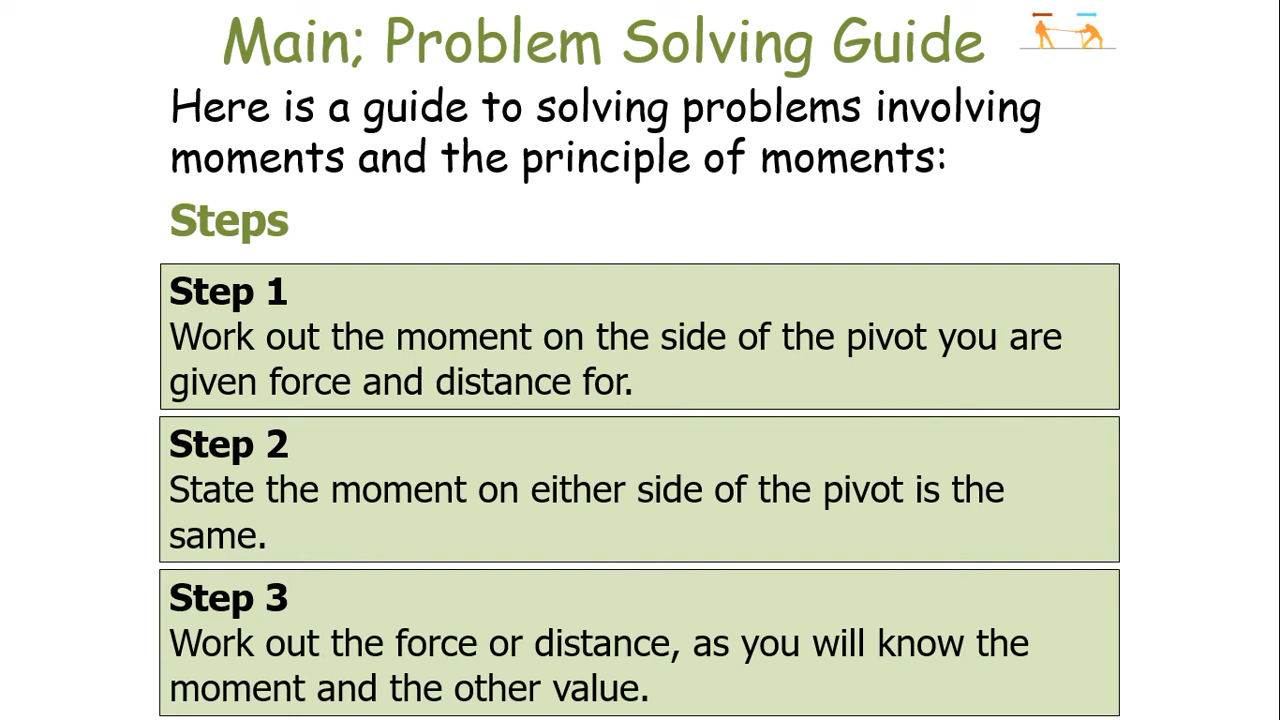 Main; Problem Solving Guide
Here is a guide to solving problems involving
moments and the principle of moments:
Steps
Step 1
Work out the moment on the side of the pivot you are
given force and distance for.
Step 2
State the moment on either side of the pivot is the
same.
Step 3
Work out the force or distance, as you will know the
moment and the other value.